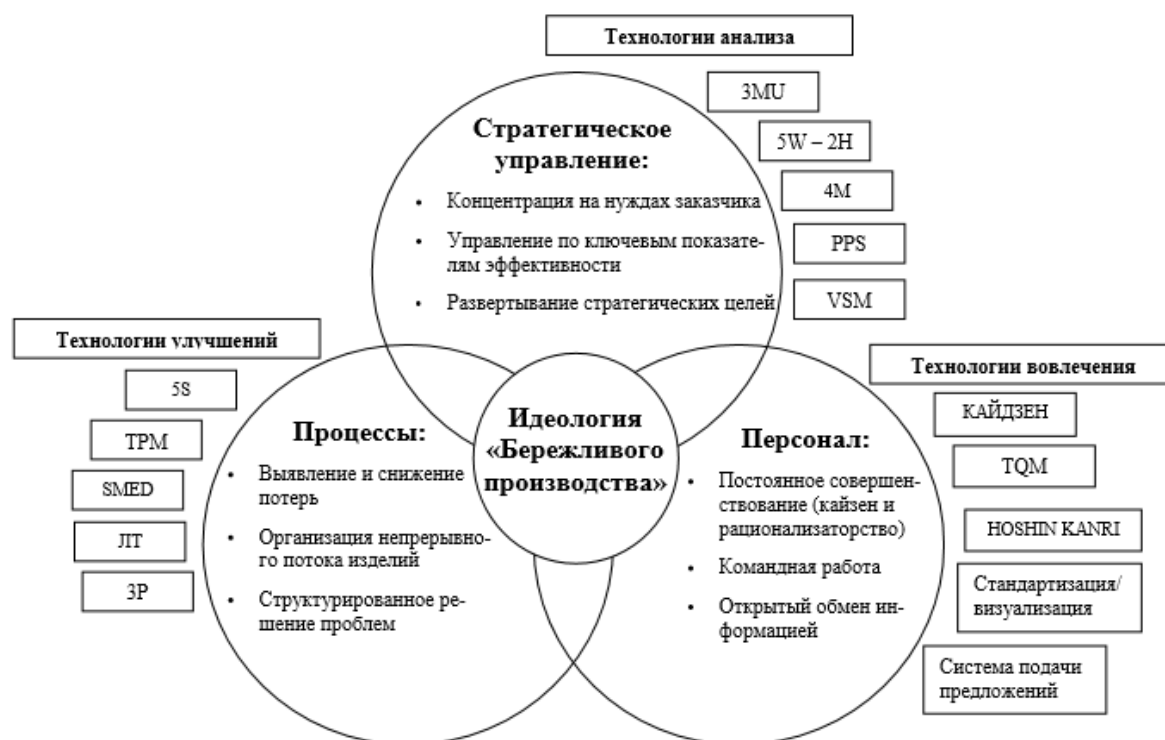 Технологии анализа
3MU
5W – 2H
4M
PPS
VSM
Стратегическое
управление:
• Концентрация на нуждах заказчика
• Управление по ключевым показате-
лям эффективности
• Развертывание стратегических целей
Технологии улучшений
5S
TPM
SMED
ЛТ
3P
Процессы:
• Выявление и снижение
потерь
• Организация непрерывно-
го потока изделий
• Структурированное ре-
шение проблем
Идеология
«Бережливого
производства»
Персонал:
• Постоянное совершен-
ствование (кайзен и
рационализаторство)
• Командная работа
• Открытый обмен ин-
формацией
Технологии вовлечения
КАЙДЗЕН
TQM
HOSHIN KANRI
Стандартизация/
визуализация
Система подачи
предложений